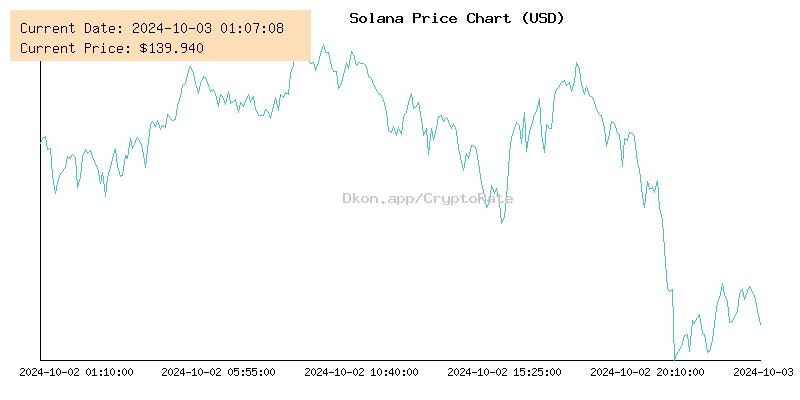 Solana Price Chart (USD)
Current Date: 2024-10-03 01:07:08
Current Price: $139.940
Dkon.app/CryptoRate
2024-10-02 01:10:00 2024-10-02 05:55:00 2024-10-02 10:40:00 2024-10-02 15:25:00 2024-10-02 20:10:00 2024-10-03